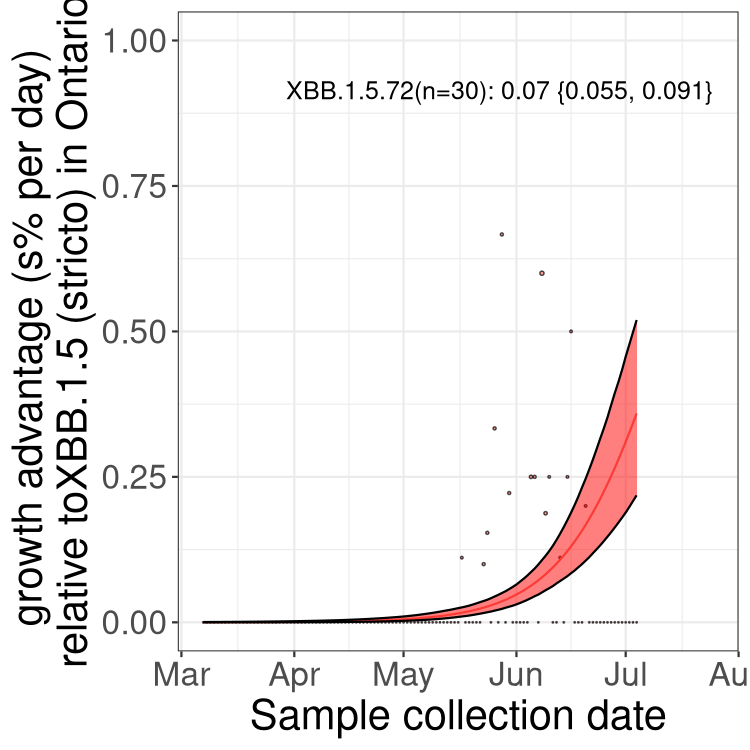 growth advantage (s% per day)
relative toXBB.1.5 (stricto) in Ontario
1.00
0.75
0.50
0.25
0.00
XBB.1.5.72(n=30): 0.07 {0.055, 0.091}
Mar Apr May Jun Jul Au
Sample collection date